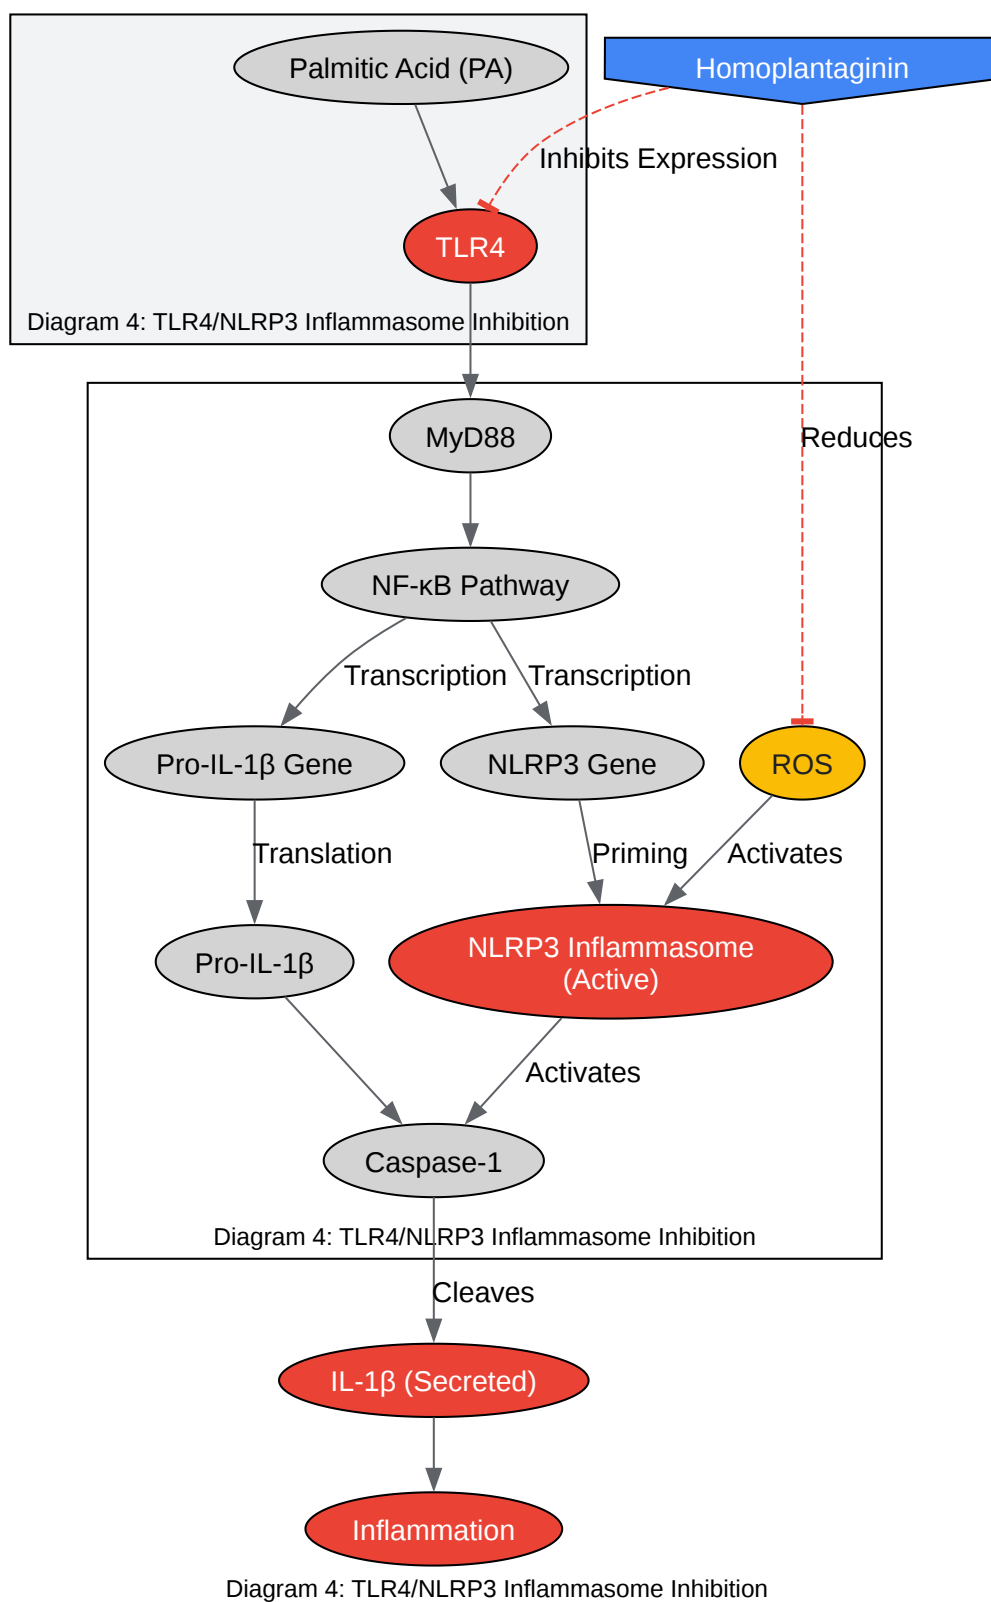 Palmitic Acid (PA)
Homoplantaginin
Inhibits Expression
TLR4
Diagram 4: TLR4/NLRP3 Inflammasome Inhibition
MyD88
Reduces
NF-κB Pathway
Transcription
Transcription
Pro-IL-1β Gene
NLRP3 Gene
ROS
Translation
Priming
Activates
Pro-IL-1β
NLRP3 Inflammasome
(Active)
Activates
Caspase-1
Diagram 4: TLR4/NLRP3 Inflammasome Inhibition
Cleaves
IL-1β (Secreted)
Inflammation
Diagram 4: TLR4/NLRP3 Inflammasome Inhibition